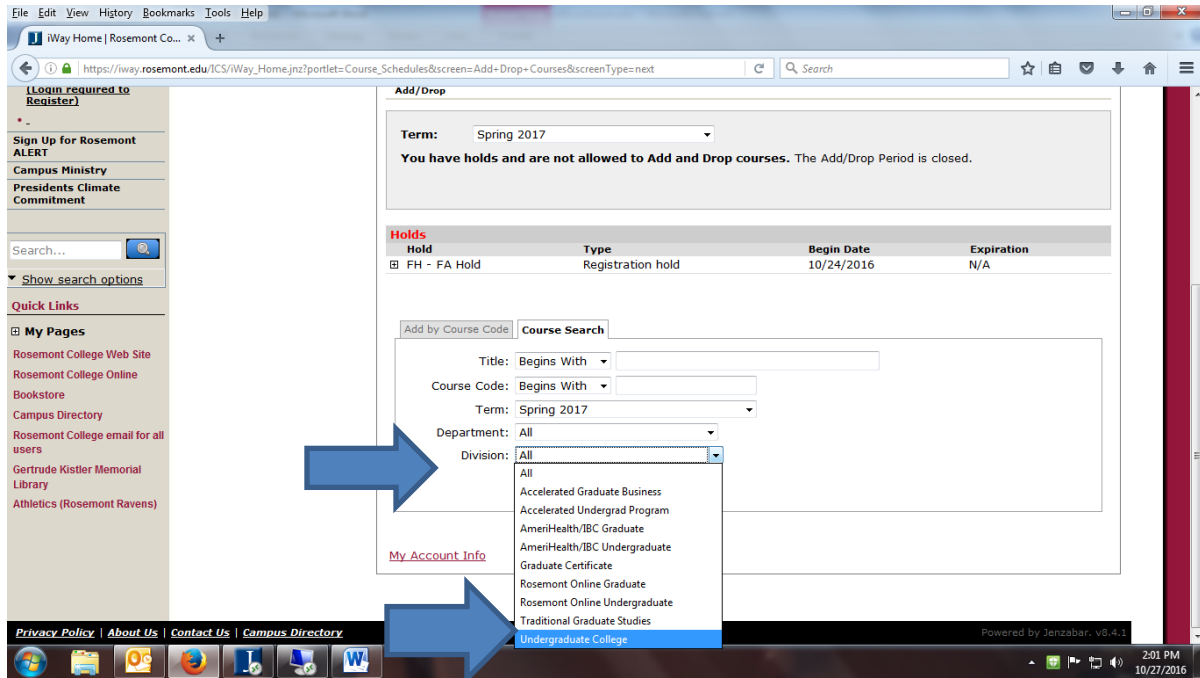 File Edit View History Bookmarks Tools Help
iWay Home | Rosemont Co... × +
https://iway.rosemont.edu/ICS/iWay_Home.jnz?portlet=Course_Schedules&screen=Add+Drop+Courses&screenType=next
Search
(Login required to
Register)
Sign Up for Rosemont
ALERT
Campus Ministry
Presidents Climate
Commitment
Search...
Show search options
Quick Links
My Pages
Rosemont College Web Site
Rosemont College Online
Bookstore
Campus Directory
Rosemont College email for all
users
Gertrude Kistler Memorial
Library
Athletics (Rosemont Ravens)
Add/Drop
Term: Spring 2017
You have holds and are not allowed to Add and Drop courses. The Add/Drop Period is closed.
Holds
Hold Type Begin Date Expiration
FH - FA Hold Registration hold 10/24/2016 N/A
Add by Course Code Course Search
Title: Begins With
Course Code: Begins With
Term: Spring 2017
Department: All
Division: All
All
Accelerated Graduate Business
Accelerated Undergrad Program
AmeriHealth/IBC Graduate
AmeriHealth/IBC Undergraduate
Graduate Certificate
Rosemont Online Graduate
Rosemont Online Undergraduate
Traditional Graduate Studies
Undergraduate College
My Account Info
Privacy Policy | About Us | Contact Us | Campus Directory
Powered by Jenzabar. v8.4.1
2:01 PM
10/27/2016